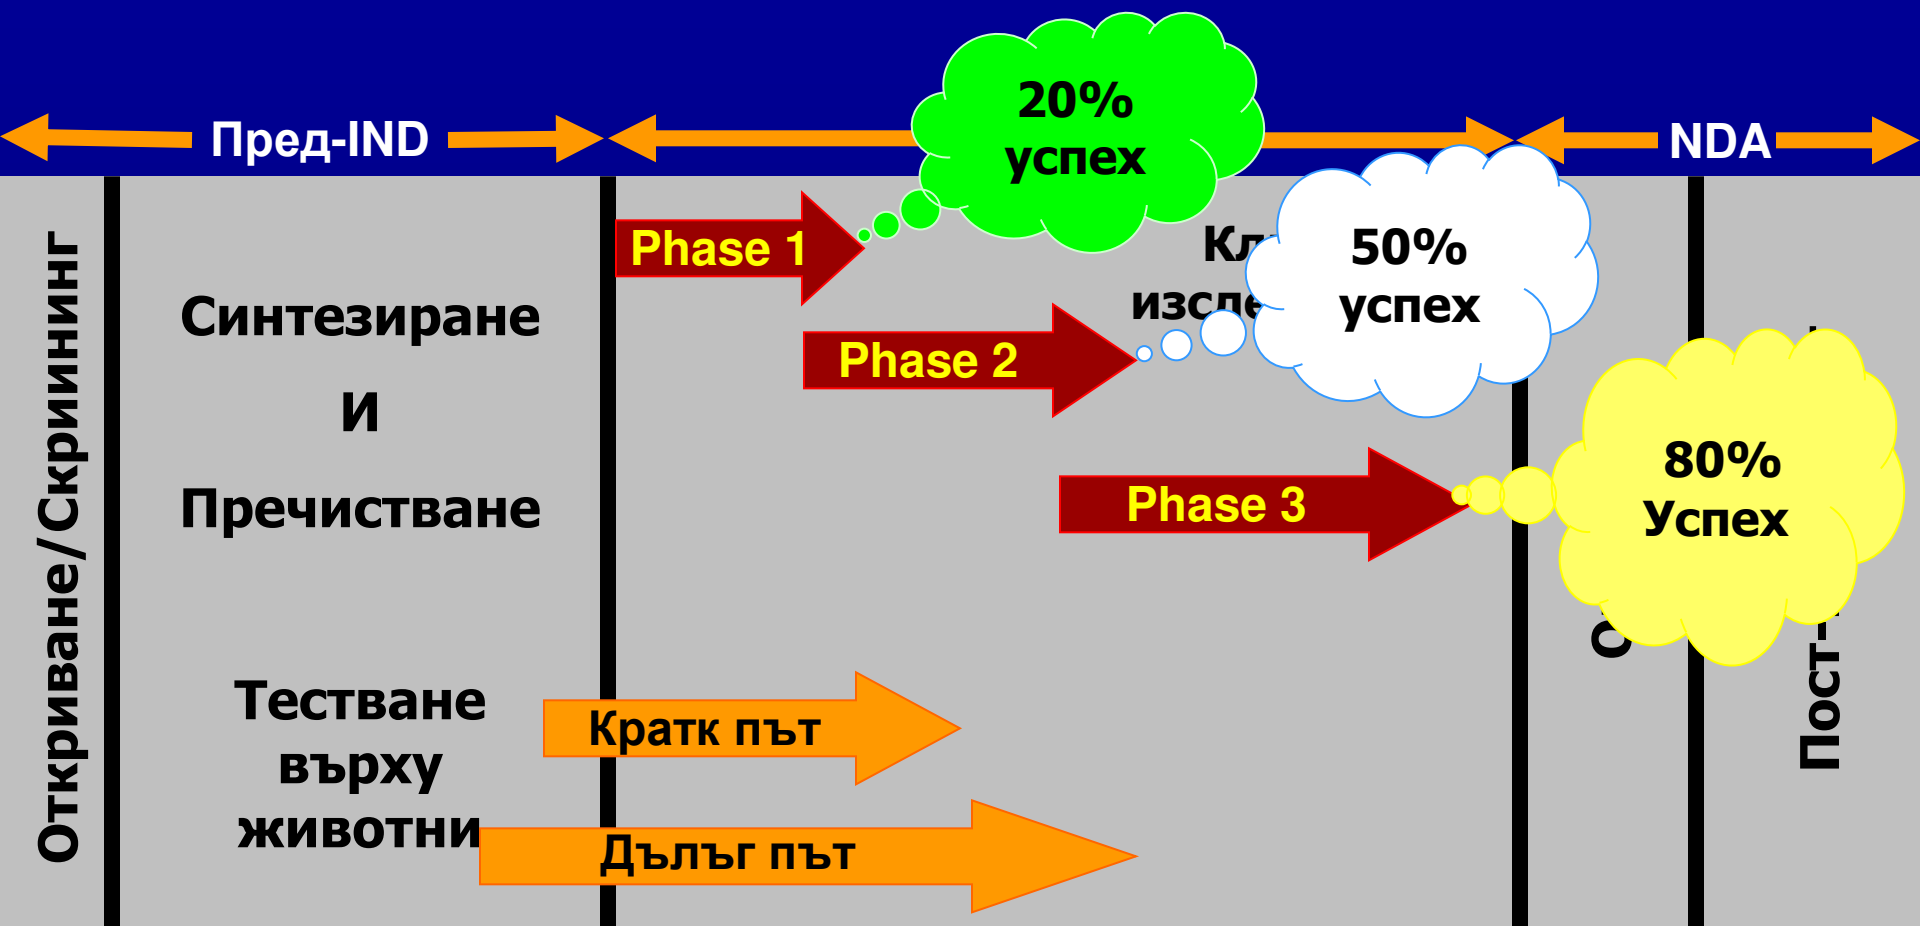 Пред-IND
NDA
20%
успех
50%
успех
80%
Успех
Phase 1
Phase 2
Phase 3
Откриване/Скрининг
Синтезиране
И
Пречистване
Тестване
върху
животни
Кратк път
Дълъг път